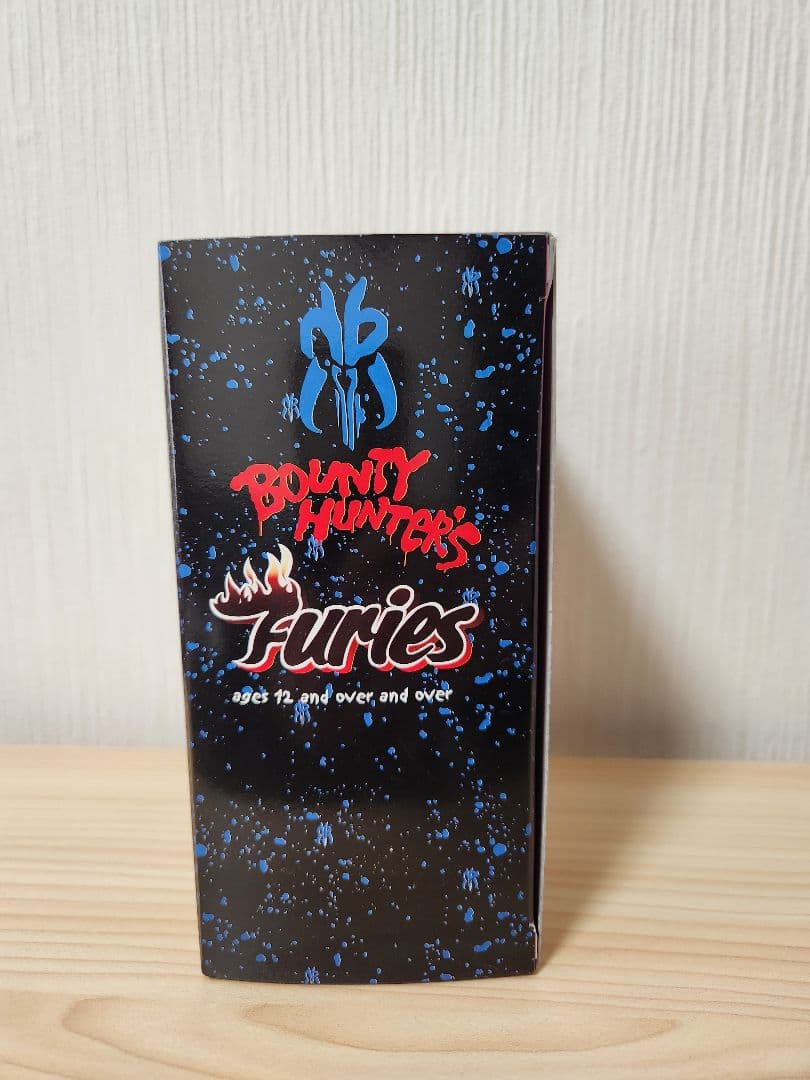 BOUNTY
HUNTER'S
Furies
ages 12 and over and over